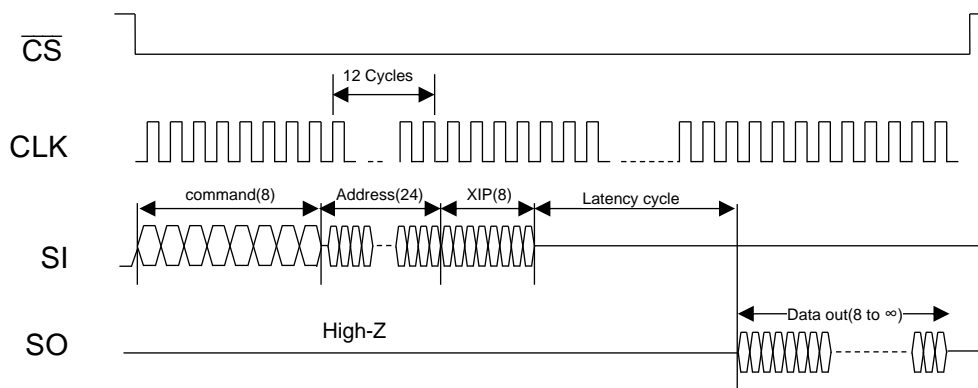 CS
12 Cycles
CLK
command(8)
Address(24)
XIP(8)
Latency cycle
SI
Data out(8 to ∞)
High-Z
SO